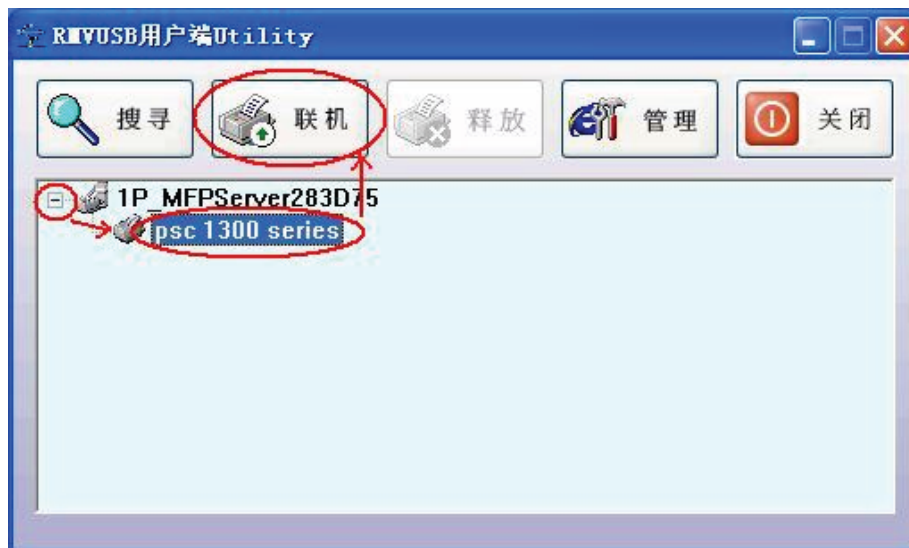 RMVUSB用户端Utility
搜寻 联机 释放 管理 关闭
1P_MFPServer283D75
psc 1300 series